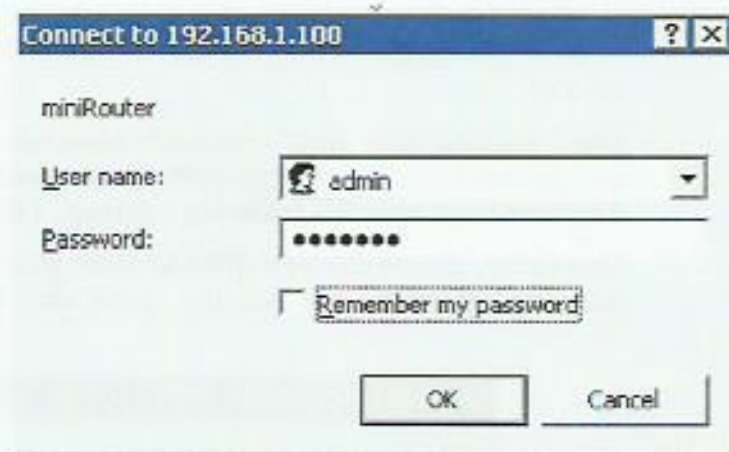 Connect to 192.168.1.100
? X
miniRouter
User name: admin
Password: •••••••
Remember my password
OK Cancel